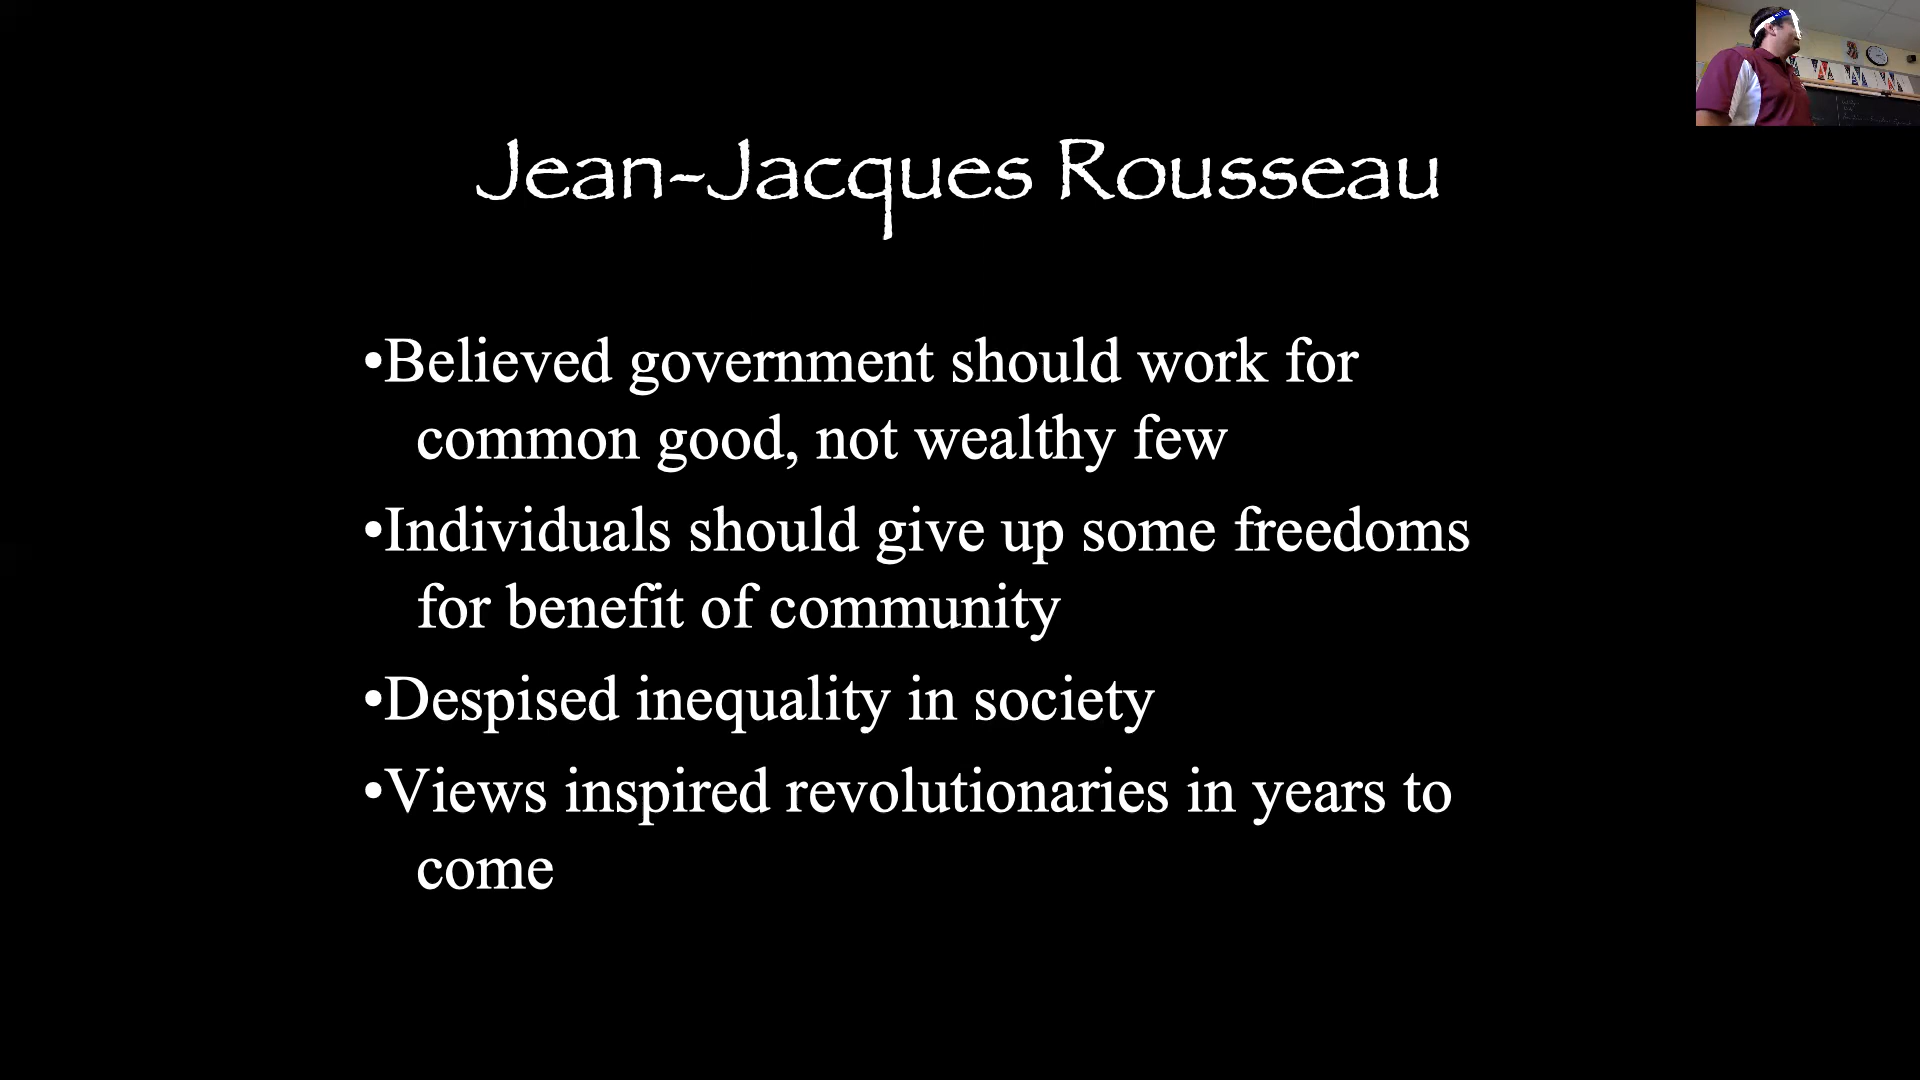 Jean-Jacques Rousseau
•Believed government should work for
common good, not wealthy few
•Individuals should give up some freedoms
for benefit of community
•Despised inequality in society
•Views inspired revolutionaries in years to
come